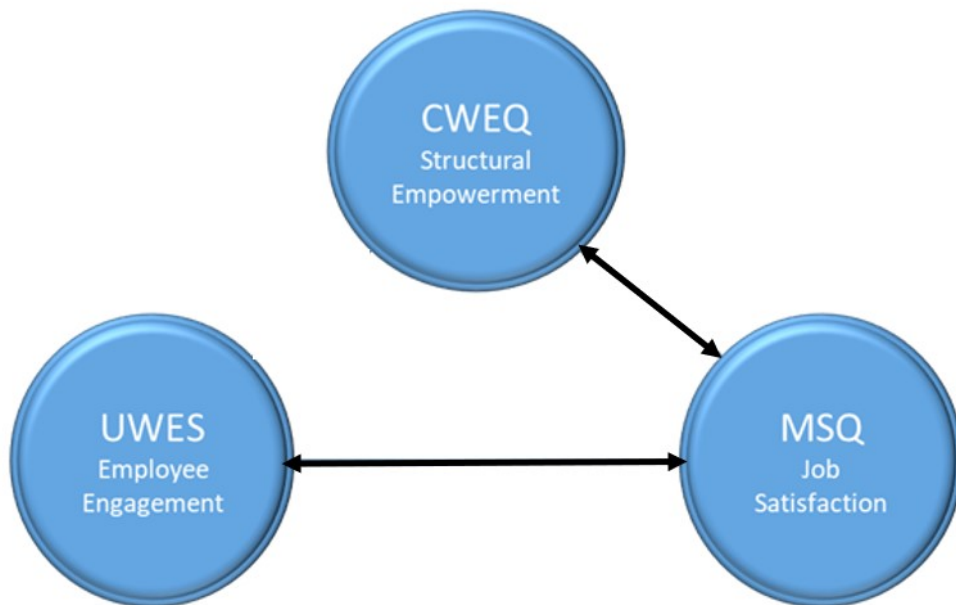 CWEQ
Structural
Empowerment
UWES
Employee
Engagement
MSQ
Job
Satisfaction